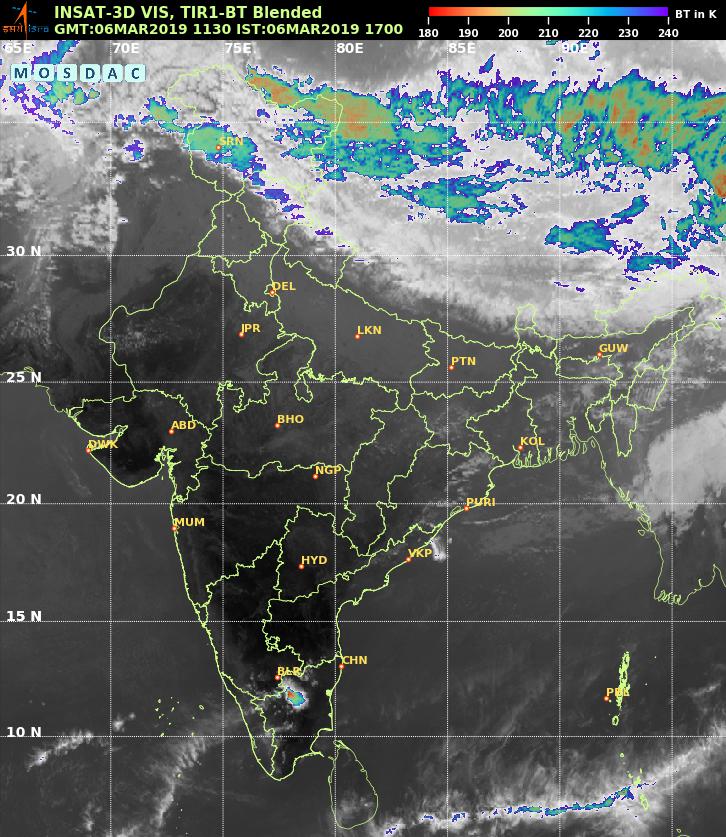 INSAT-3D VIS, TIR1-BT Blended
GMT:06MAR2019 1130 IST:06MAR2019 1700
BT in K
180 190 200 210 220 230 240
65E 70E 75E 80E 85E 90E
MOSDAC
SRN
30 N
DEL
JPR LKN
GUW
PTN
25 N
ABD BHO
DWK KOL
NGP
20 N PURI
MUM
VKP
HYD
15 N
CHN
BLR
PBL
10 N